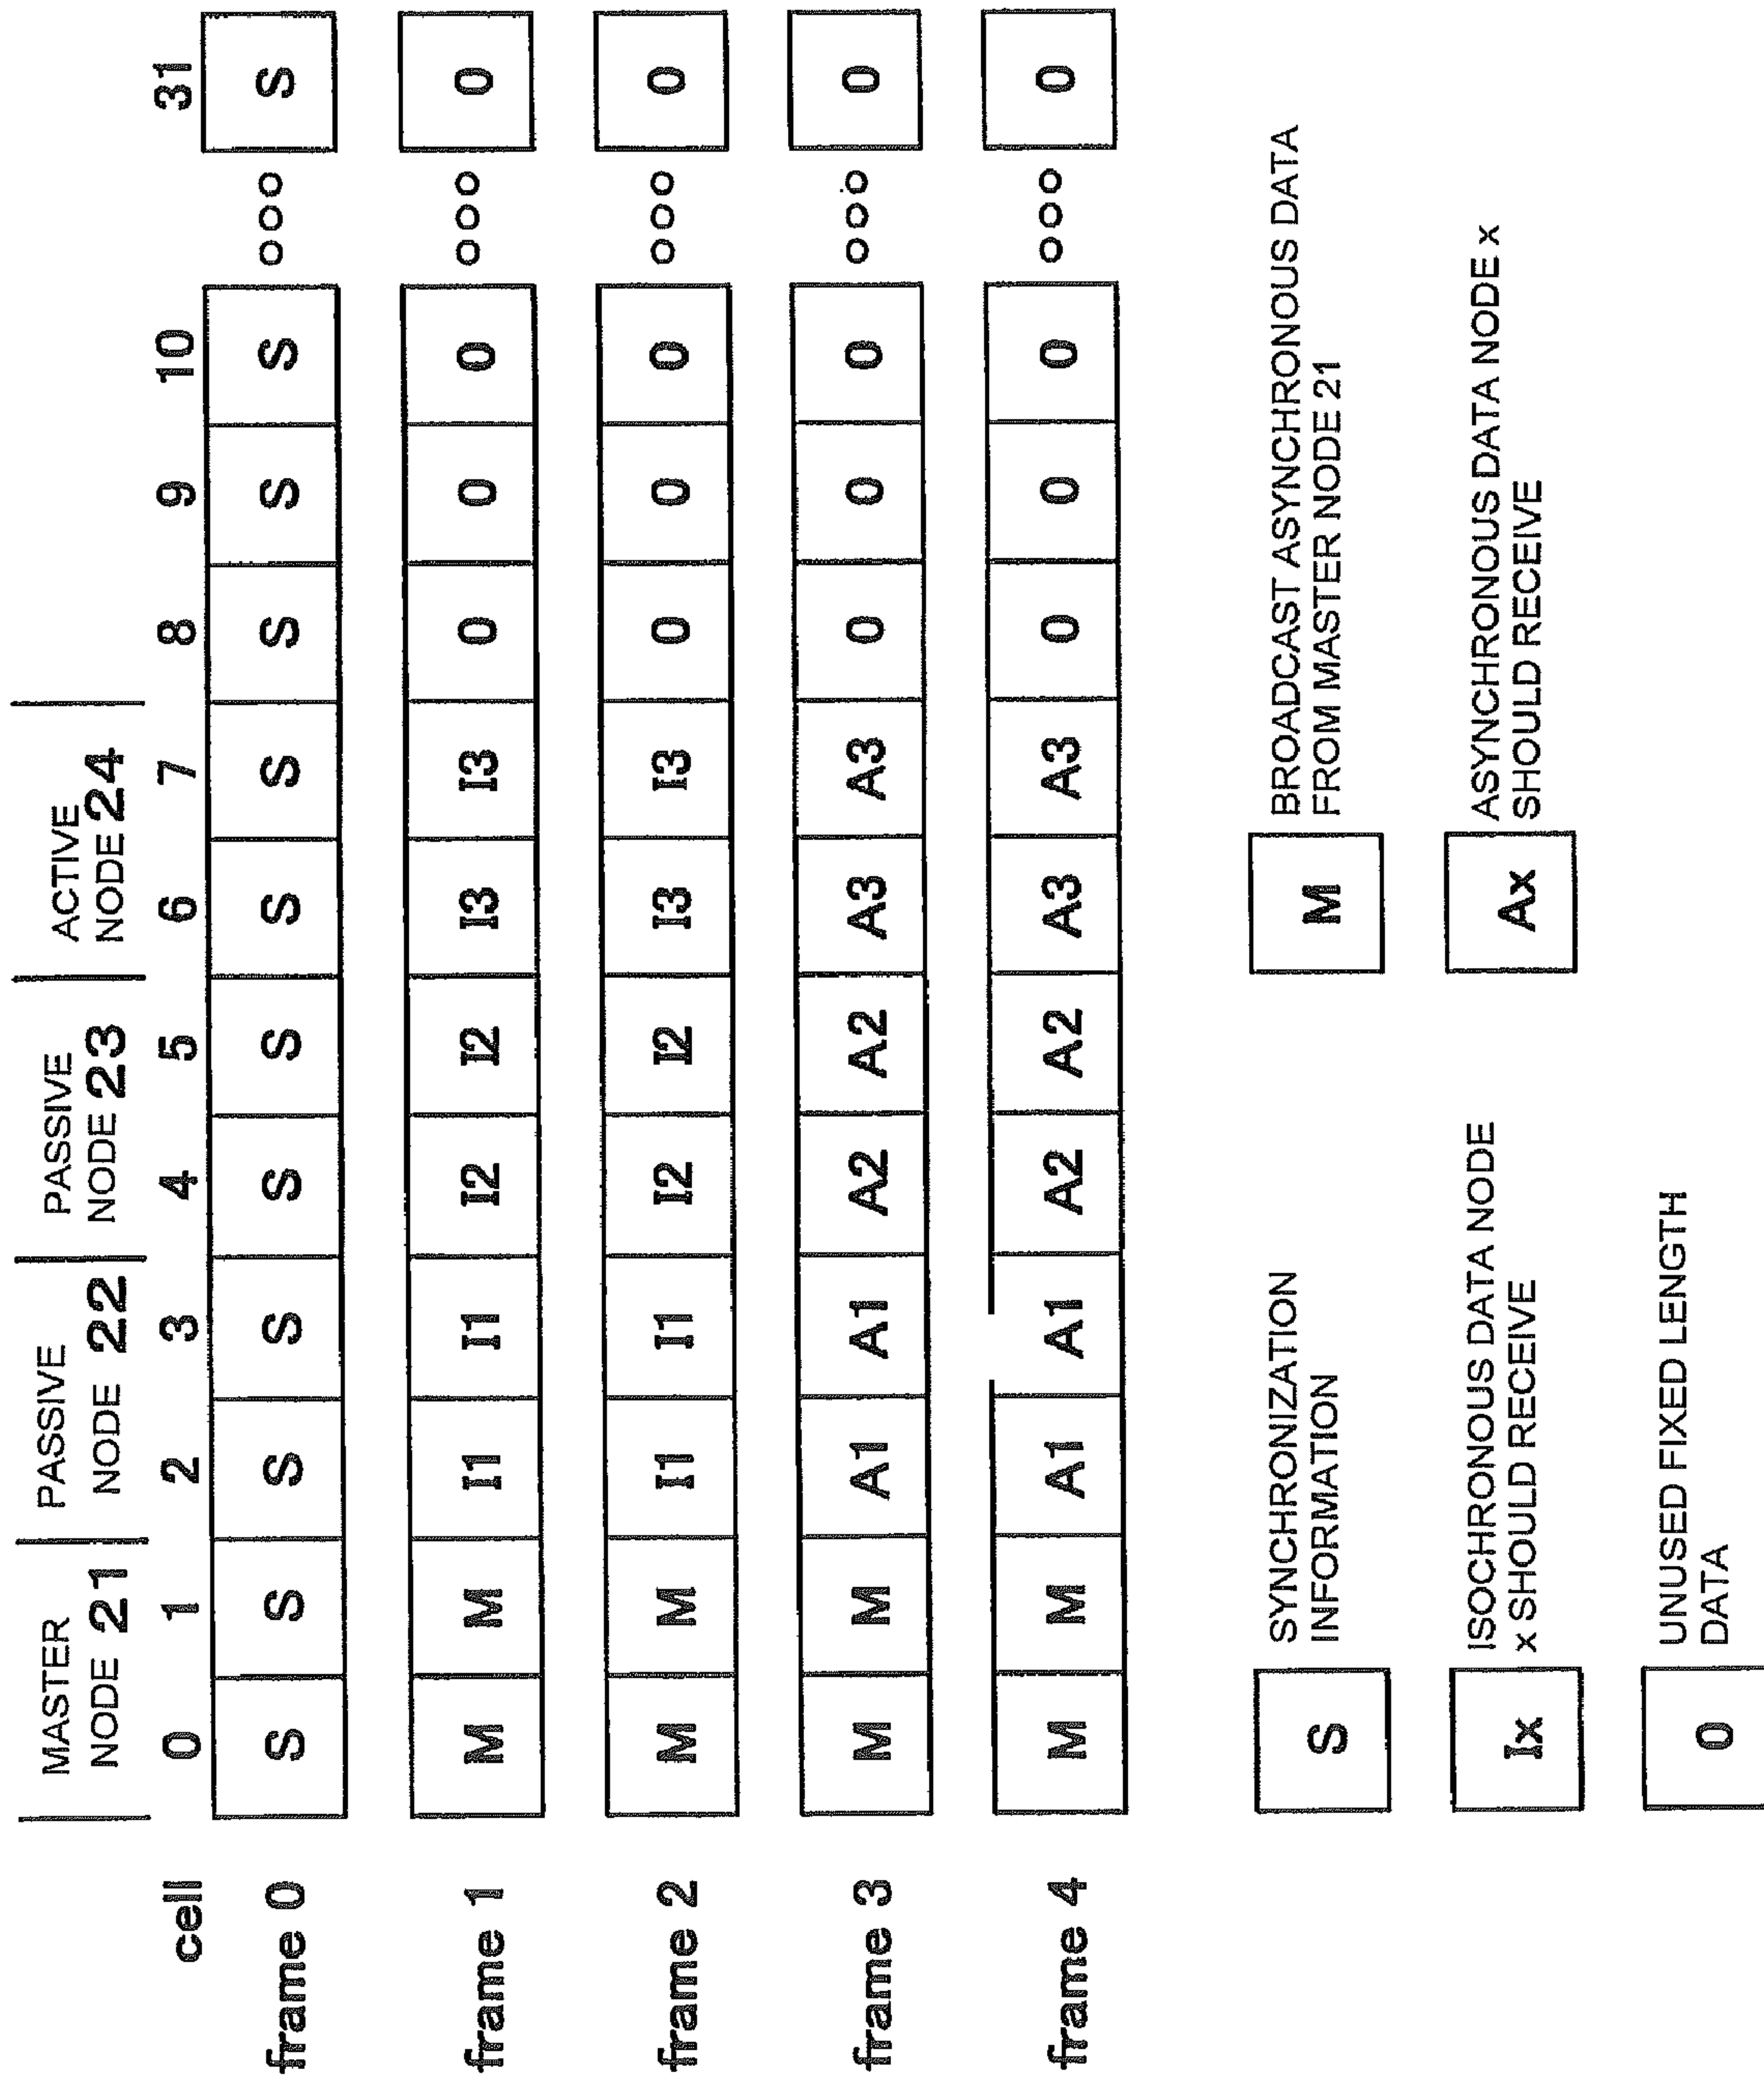 MASTER PASSIVE PASSIVE ACTIVE
NODE 21 NODE 22 NODE 23 NODE 24
cell 0 1 2 3 4 5 6 7 8 9 10 31
frame 0 S S S S S S S S S S S ooo S
frame 1 M M I1 I1 I2 I2 I3 I3 0 0 0 ooo 0
frame 2 M M I1 I1 I2 I2 I3 I3 0 0 0 ooo 0
frame 3 M M A1 A1 A2 A2 A3 A3 0 0 0 ooo 0
frame 4 M M A1 A1 A2 A2 A3 A3 0 0 0 ooo 0
S
SYNCHRONIZATION
INFORMATION
M
BROADCAST ASYNCHRONOUS DATA
FROM MASTER NODE 21
Ix
ISOCHRONOUS DATA NODE
x SHOULD RECEIVE
Ax
ASYNCHRONOUS DATA NODE x
SHOULD RECEIVE
0
UNUSED FIXED LENGTH
DATA